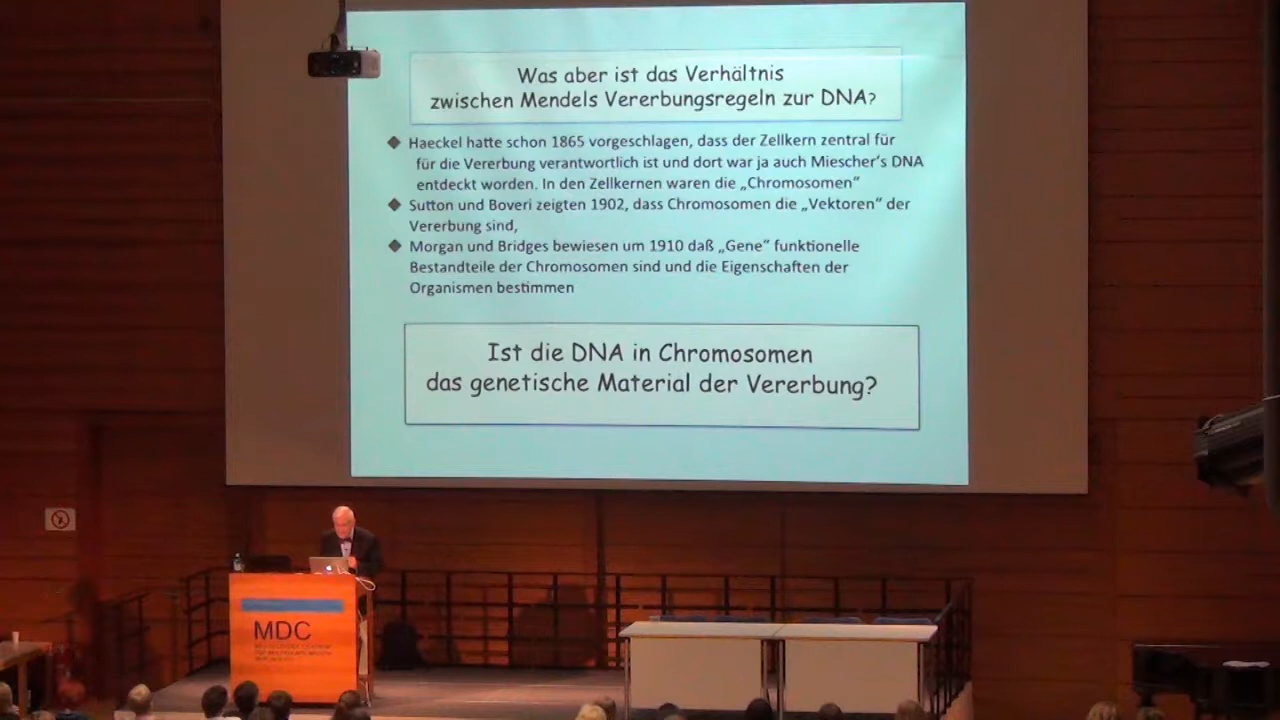 Was aber ist das Verhältnis
zwischen Mendels Vererbungsregeln zur DNA?
◆ Haeckel hatte schon 1865 vorgeschlagen, dass der Zellkern zentral für
für die Vererbung verantwortlich ist und dort war ja auch Miescher's DNA
entdeckt worden. In den Zellkernen waren die „Chromosomen“
◆ Sutton und Boveri zeigten 1902, dass Chromosomen die „Vektoren“ der
Vererbung sind,
◆ Morgan und Bridges bewiesen um 1910 daß „Gene“ funktionelle
Bestandteile der Chromosomen sind und die Eigenschaften der
Organismen bestimmen
Ist die DNA in Chromosomen
das genetische Material der Vererbung?
MDC